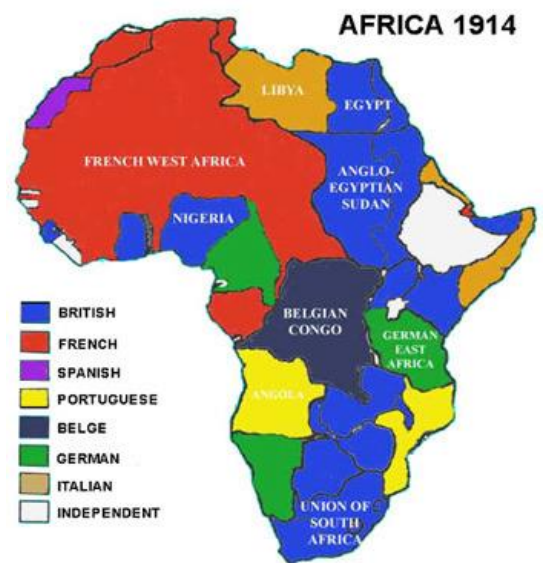 AFRICA 1914
LIBYA
EGYPT
FRENCH WEST AFRICA
ANGLO-
EGYPTIAN
SUDAN
NIGERIA
BELGIAN
CONGO
GERMAN
EAST
AFRICA
ANGOLA
UNION OF
SOUTH
AFRICA
BRITISH
FRENCH
SPANISH
PORTUGUESE
BELGE
GERMAN
ITALIAN
INDEPENDENT